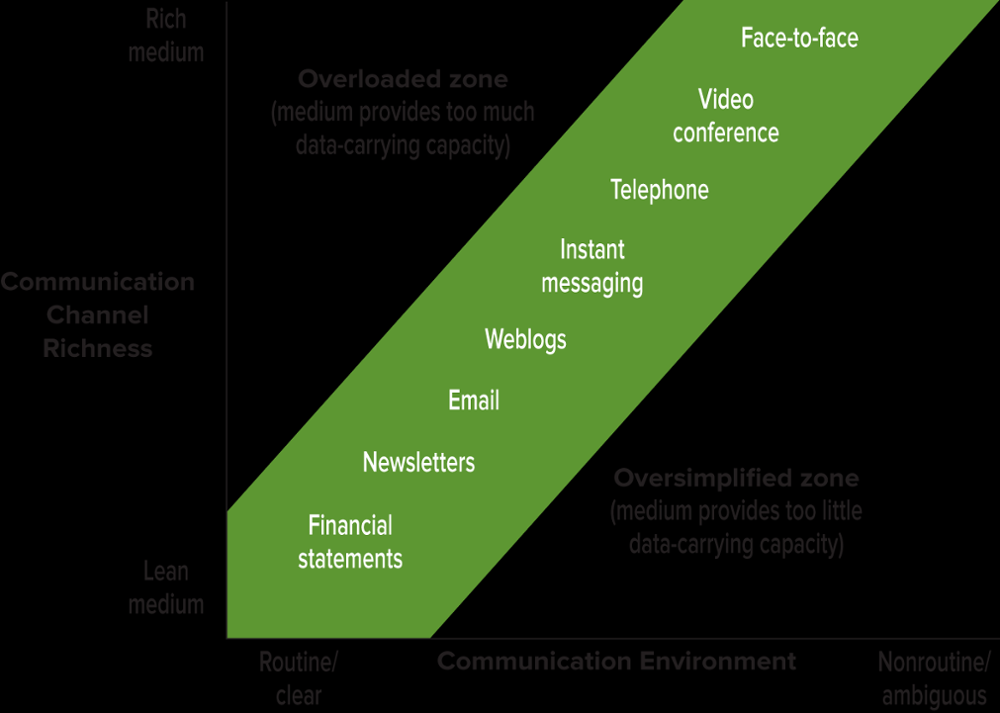 Rich
medium
Overloaded zone
(medium provides too much
data-carrying capacity)
Face-to-face
Video
conference
Telephone
Instant
messaging
Communication
Channel
Richness
Weblogs
Email
Newsletters
Oversimplified zone
(medium provides too little
data-carrying capacity)
Financial
statements
Lean
medium
Routine/
clear
Communication Environment
Nonroutine/
ambiguous